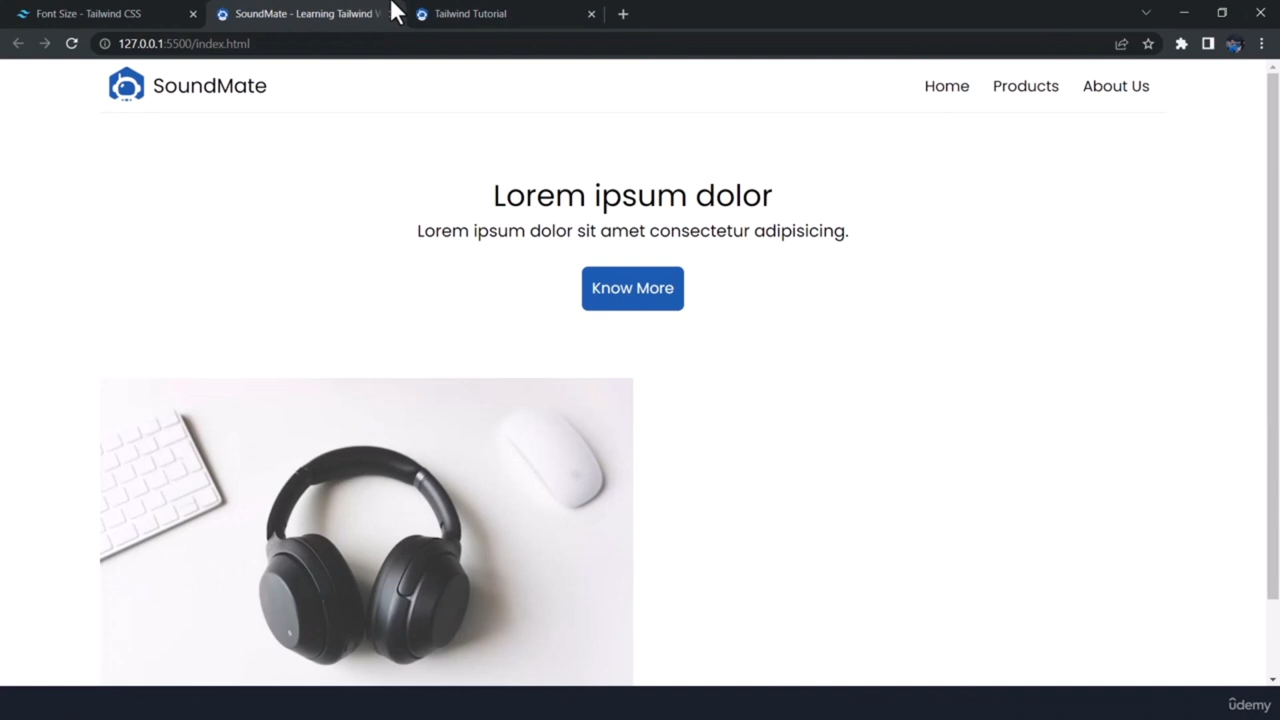 Font Size - Tailwind CSS
SoundMate - Learning Tailwind
Tailwind Tutorial
127.0.0.1:5500/index.html
SoundMate
Home
Products
About Us
Lorem ipsum dolor
Lorem ipsum dolor sit amet consectetur adipisicing.
Know More
ûdemy